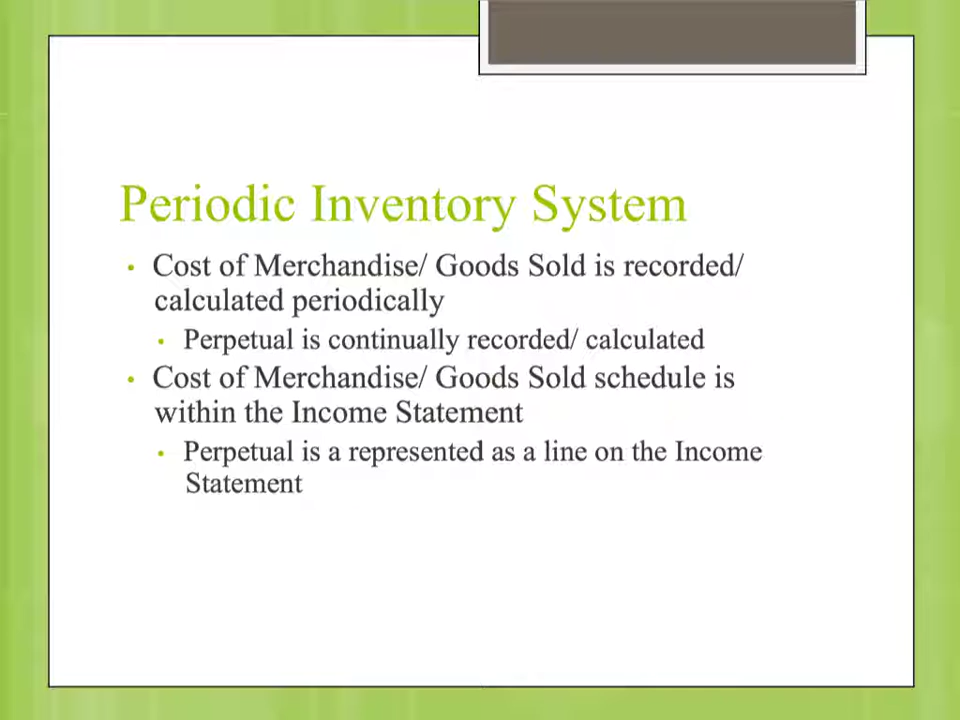 Periodic Inventory System
• Cost of Merchandise/ Goods Sold is recorded/
calculated periodically
• Perpetual is continually recorded/ calculated
• Cost of Merchandise/ Goods Sold schedule is
within the Income Statement
• Perpetual is a represented as a line on the Income
Statement